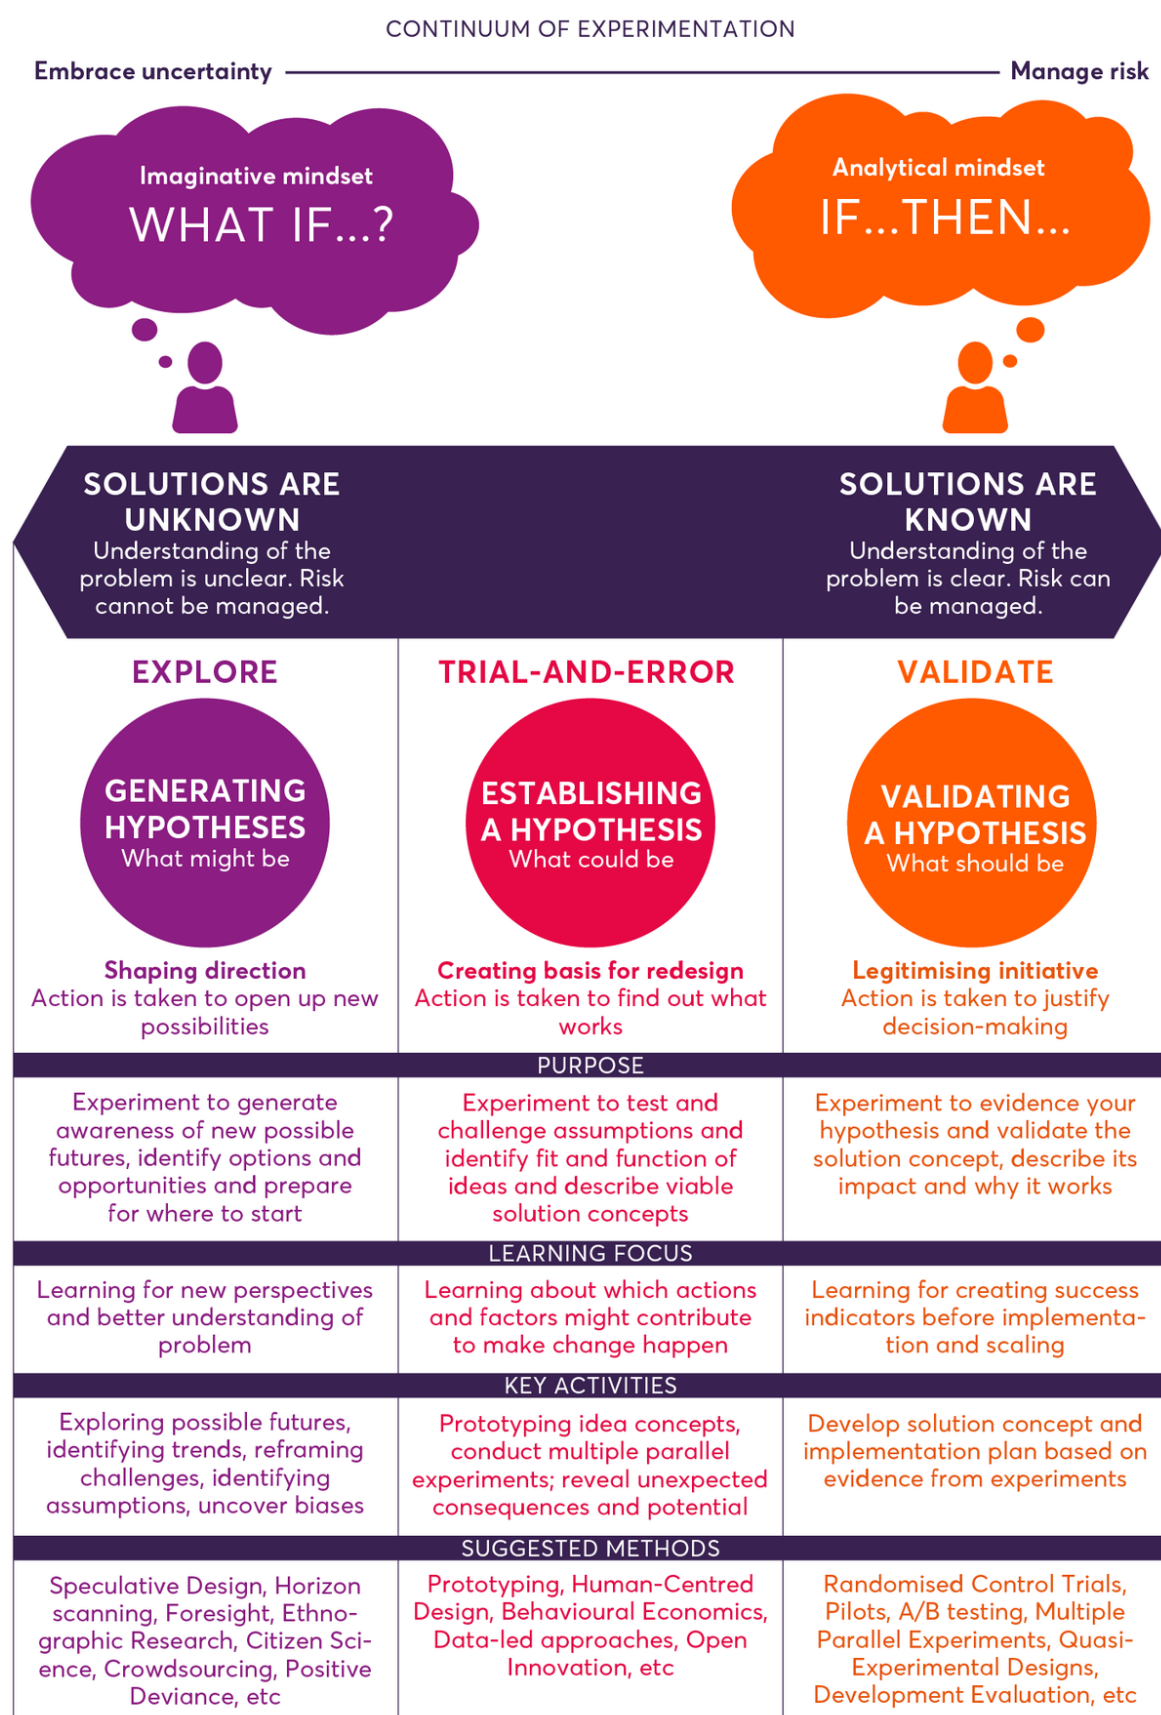 CONTINUUM OF EXPERIMENTATION
Embrace uncertainty
Manage risk
Imaginative mindset
WHAT IF...?
Analytical mindset
IF...THEN...
SOLUTIONS ARE
UNKNOWN
Understanding of the
problem is unclear. Risk
cannot be managed.
SOLUTIONS ARE
KNOWN
Understanding of the
problem is clear. Risk can
be managed.
EXPLORE
GENERATING
HYPOTHESES
What might be
Shaping direction
Action is taken to open up new
possibilities
TRIAL-AND-ERROR
ESTABLISHING
A HYPOTHESIS
What could be
Creating basis for redesign
Action is taken to find out what
works
VALIDATE
VALIDATING
A HYPOTHESIS
What should be
Legitimising initiative
Action is taken to justify
decision-making
PURPOSE
Experiment to generate
awareness of new possible
futures, identify options and
opportunities and prepare
for where to start
Experiment to test and
challenge assumptions and
identify fit and function of
ideas and describe viable
solution concepts
Experiment to evidence your
hypothesis and validate the
solution concept, describe its
impact and why it works
LEARNING FOCUS
Learning for new perspectives
and better understanding of
problem
Learning about which actions
and factors might contribute
to make change happen
Learning for creating success
indicators before implementa-
tion and scaling
KEY ACTIVITIES
Exploring possible futures,
identifying trends, reframing
challenges, identifying
assumptions, uncover biases
Prototyping idea concepts,
conduct multiple parallel
experiments; reveal unexpected
consequences and potential
Develop solution concept and
implementation plan based on
evidence from experiments
SUGGESTED METHODS
Speculative Design, Horizon
scanning, Foresight, Ethno-
graphic Research, Citizen Sci-
ence, Crowdsourcing, Positive
Deviance, etc
Prototyping, Human-Centred
Design, Behavioural Economics,
Data-led approaches, Open
Innovation, etc
Randomised Control Trials,
Pilots, A/B testing, Multiple
Parallel Experiments, Quasi-
Experimental Designs,
Development Evaluation, etc